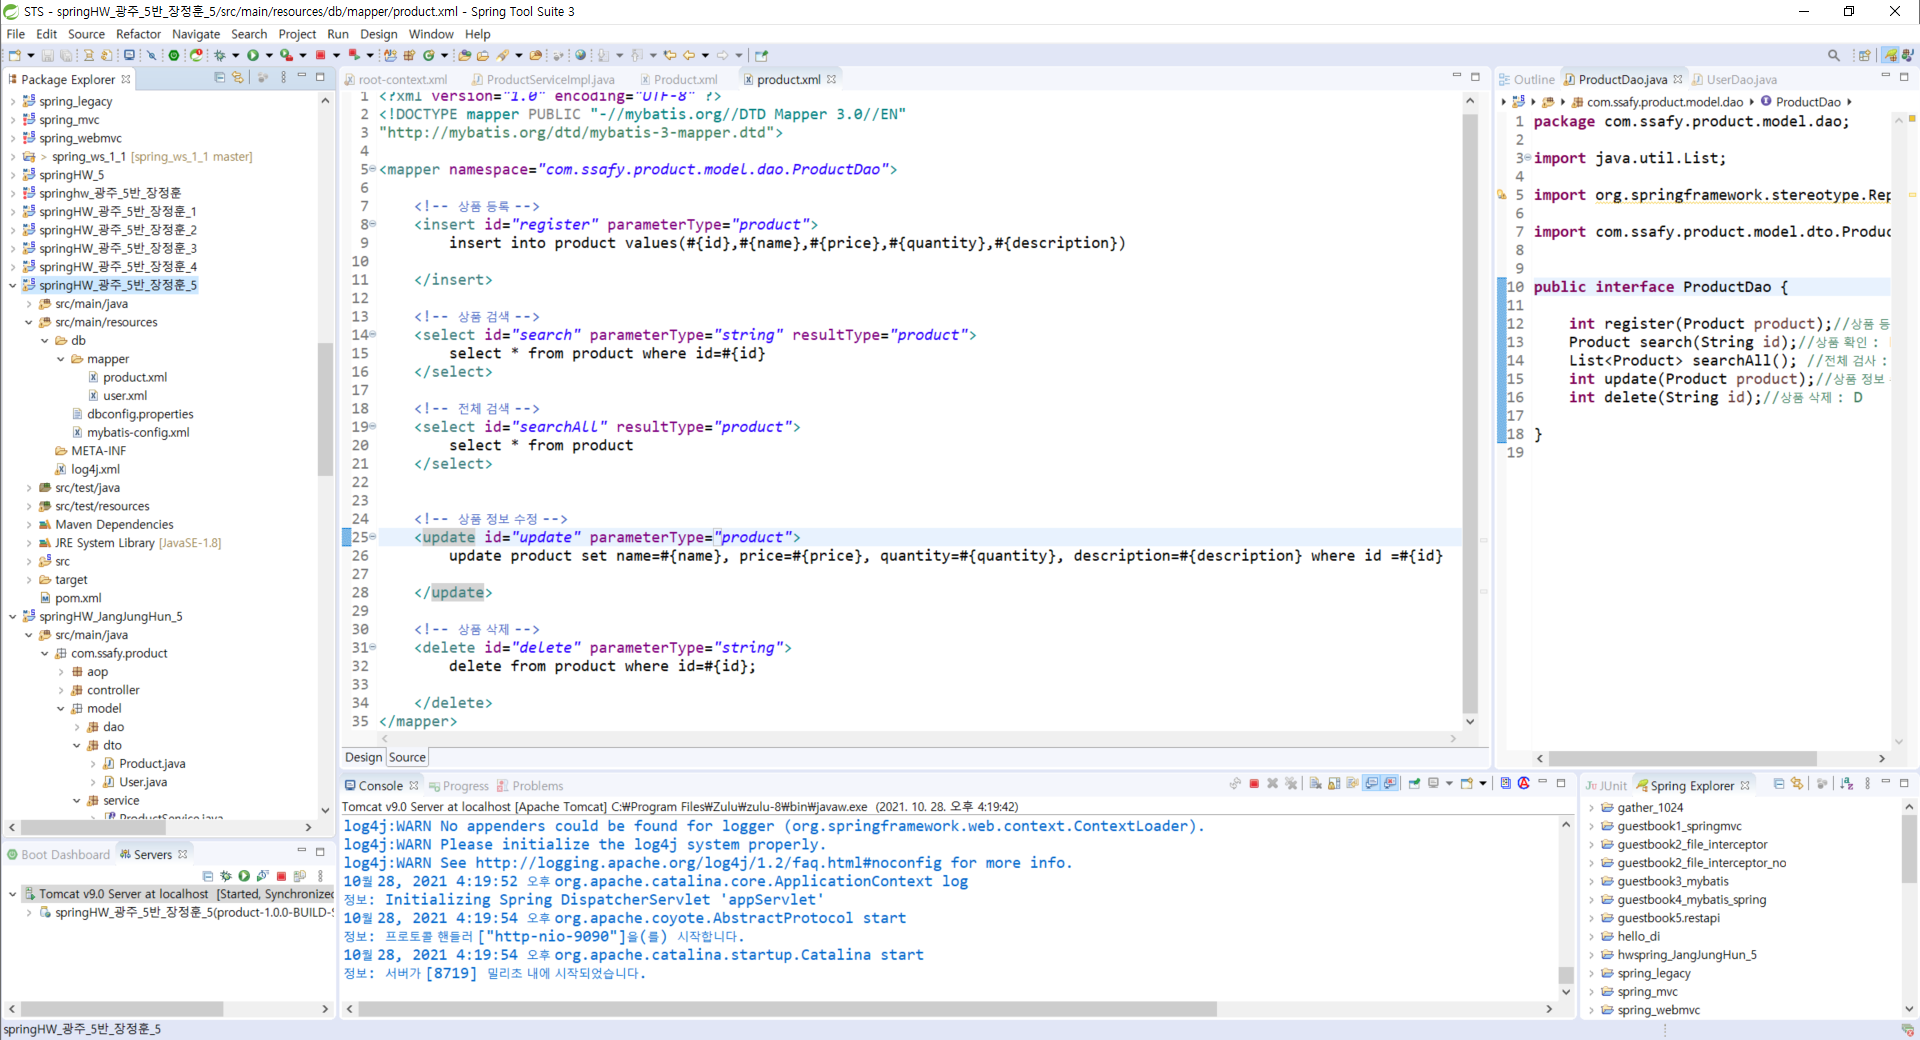 STS - springHW_광주_5반_장정훈_5/src/main/resources/db/mapper/product.xml - Spring Tool Suite 3
File Edit Source Refactor Navigate Search Project Run Design Window Help
Package Explorer
spring_legacy
spring_mvc
spring_webmvc
> spring_ws_1_1 [spring_ws_1_1 master]
springHW_5
springhw_광주_5반_장정훈
springHW_광주_5반_장정훈_1
springHW_광주_5반_장정훈_2
springHW_광주_5반_장정훈_3
springHW_광주_5반_장정훈_4
springHW_광주_5반_장정훈_5
src/main/java
src/main/resources
db
mapper
product.xml
user.xml
dbconfig.properties
mybatis-config.xml
META-INF
log4j.xml
src/test/java
src/test/resources
Maven Dependencies
JRE System Library [JavaSE-1.8]
src
target
pom.xml
springHW_JangJungHun_5
src/main/java
com.ssafy.product
aop
controller
model
dao
dto
Product.java
User.java
service
ProductService.java
root-context.xml ProductServiceImpl.java Product.xml product.xml
1 <?xml version="1.0" encoding="UTF-8" ?>
2 <!DOCTYPE mapper PUBLIC "-//mybatis.org//DTD Mapper 3.0//EN"
3 "http://mybatis.org/dtd/mybatis-3-mapper.dtd">
4
5 <mapper namespace="com.ssafy.product.model.dao.ProductDao">
6
7 <!-- 상품 등록 -->
8 <insert id="register" parameterType="product">
9 insert into product values(#{id},#{name},#{price},#{quantity},#{description})
10
11 </insert>
12
13 <!-- 상품 검색 -->
14 <select id="search" parameterType="string" resultType="product">
15 select * from product where id=#{id}
16 </select>
17
18 <!-- 전체 검색 -->
19 <select id="searchAll" resultType="product">
20 select * from product
21 </select>
22
23
24 <!-- 상품 정보 수정 -->
25 <update id="update" parameterType="product">
26 update product set name=#{name}, price=#{price}, quantity=#{quantity}, description=#{description} where id =#{id}
27
28 </update>
29
30 <!-- 상품 삭제 -->
31 <delete id="delete" parameterType="string">
32 delete from product where id=#{id};
33
34 </delete>
35 </mapper>
Design Source
Outline ProductDao.java UserDao.java
com.ssafy.product.model.dao ProductDao
1 package com.ssafy.product.model.dao;
2
3 import java.util.List;
4
5 import org.springframework.stereotype.Rep
6
7 import com.ssafy.product.model.dto.Produc
8
9
10 public interface ProductDao {
11
12 int register(Product product);//상품 등
13 Product search(String id);//상품 확인 :
14 List<Product> searchAll(); //전체 검사 :
15 int update(Product product);//상품 정보
16 int delete(String id);//상품 삭제 : D
17
18 }
19
Boot Dashboard Servers
Tomcat v9.0 Server at localhost [Started, Synchronized
springHW_광주_5반_장정훈_5(product-1.0.0-BUILD-S
Console Progress Problems
Tomcat v9.0 Server at localhost [Apache Tomcat] C:₩Program Files₩Zulu₩zulu-8₩bin₩javaw.exe (2021. 10. 28. 오후 4:19:42)
log4j:WARN No appenders could be found for logger (org.springframework.web.context.ContextLoader).
log4j:WARN Please initialize the log4j system properly.
log4j:WARN See http://logging.apache.org/log4j/1.2/faq.html#noconfig for more info.
10월 28, 2021 4:19:52 오후 org.apache.catalina.core.ApplicationContext log
정보: Initializing Spring DispatcherServlet 'appServlet'
10월 28, 2021 4:19:54 오후 org.apache.coyote.AbstractProtocol start
정보: 프로토콜 핸들러 ["http-nio-9090"]을(를) 시작합니다.
10월 28, 2021 4:19:54 오후 org.apache.catalina.startup.Catalina start
정보: 서버가 [8719] 밀리초 내에 시작되었습니다.
JUnit Spring Explorer
gather_1024
guestbook1_springmvc
guestbook2_file_interceptor
guestbook2_file_interceptor_no
guestbook3_mybatis
guestbook4_mybatis_spring
guestbook5.restapi
hello_di
hwspring_JangJungHun_5
spring_legacy
spring_mvc
spring_webmvc
springHW_광주_5반_장정훈_5